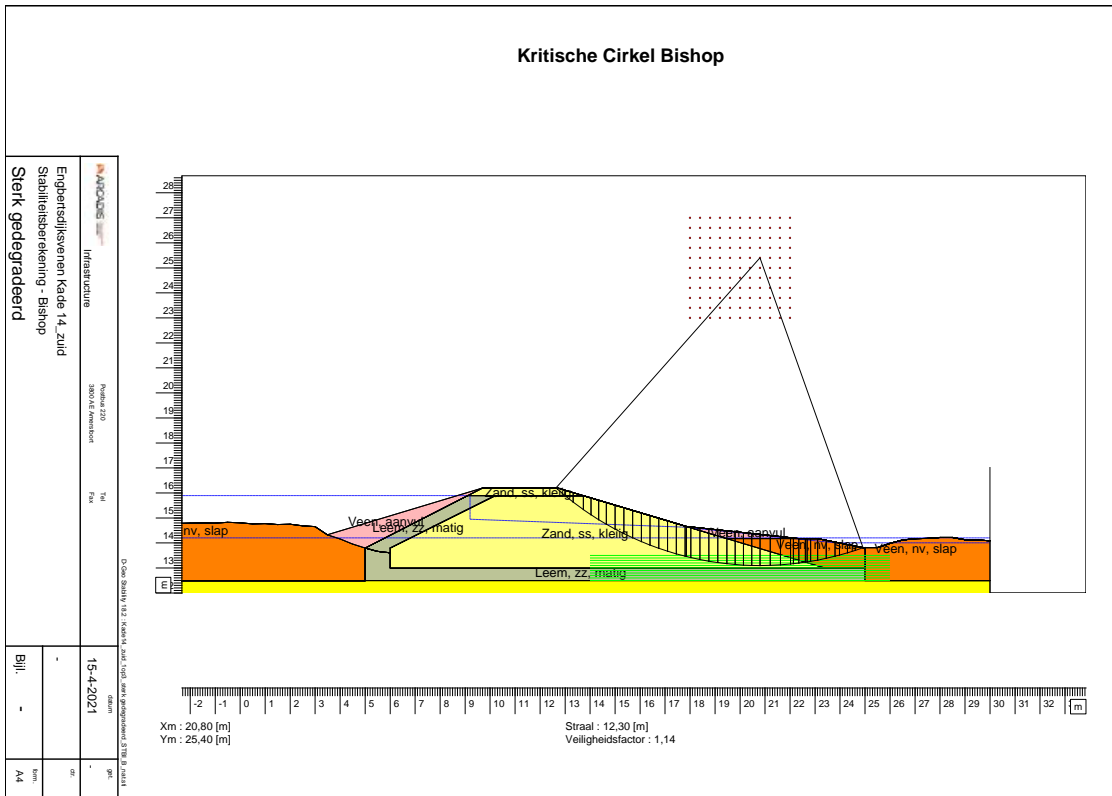 Kritische Cirkel Bishop
ARCADIS
Infrastructure
Postbus 220
3800 AE Amersfoort
Tel
Fax
Engbertsdijksvenen Kade 14_zuid
Stabiliteitsberekening - Bishop
Sterk gedegradeerd
datum
15-4-2021
get.
-
-
ctr.
Bijl. -
form.
A4
28
27
26
25
24
23
22
21
20
19
18
17
16
15
14
13
m
Zand, ss, kleiig
Veen, aanvul
Leem, zz, matig
nv, slap
Zand, ss, kleiig
Veen, aanvul
Veen, nv, slap
Veen, nv, slap
Leem, zz, matig
-2 -1 0 1 2 3 4 5 6 7 8 9 10 11 12 13 14 15 16 17 18 19 20 21 22 23 24 25 26 27 28 29 30 31 32
m
Xm : 20,80 [m]
Ym : 25,40 [m]
Straal : 12,30 [m]
Veiligheidsfactor : 1,14